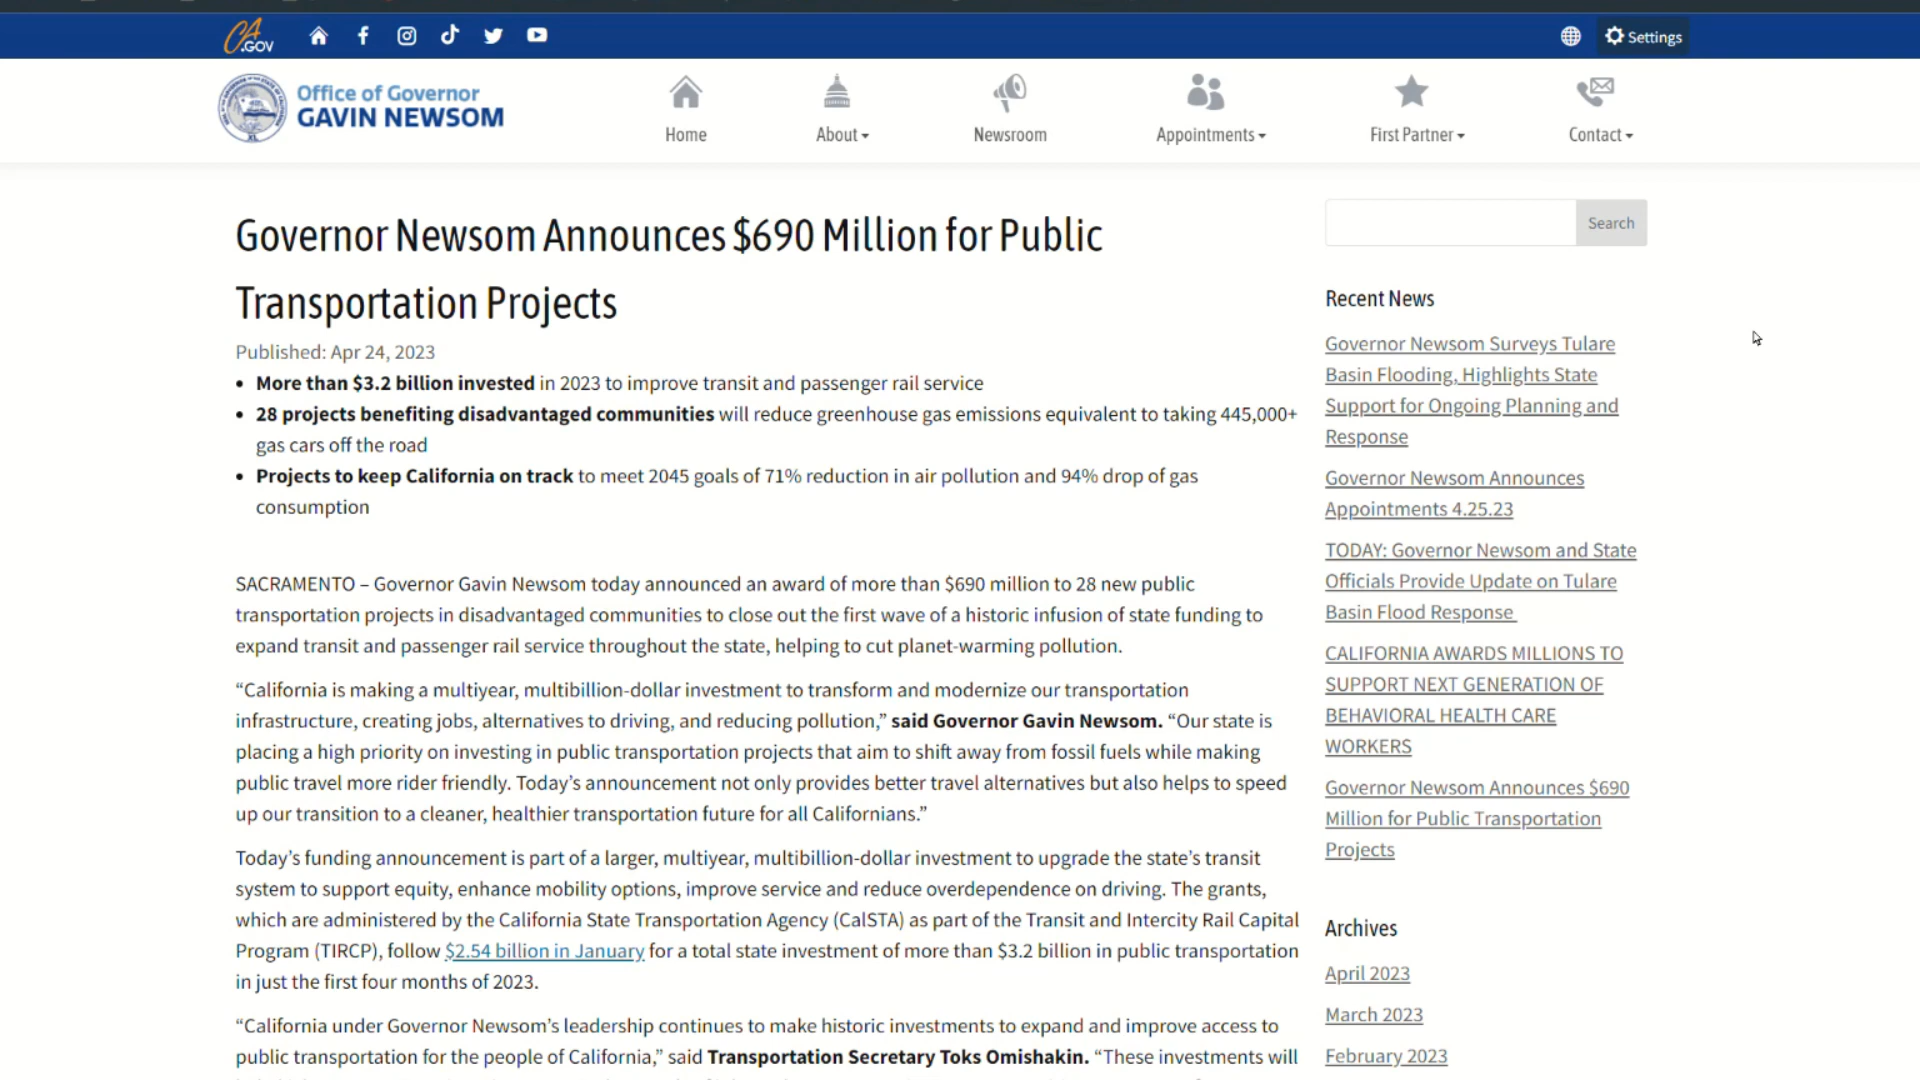 CA.GOV
Settings
Office of Governor
GAVIN NEWSOM
Home
About
Newsroom
Appointments
First Partner
Contact
Governor Newsom Announces $690 Million for Public
Transportation Projects
Published: Apr 24, 2023
• More than $3.2 billion invested in 2023 to improve transit and passenger rail service
• 28 projects benefiting disadvantaged communities will reduce greenhouse gas emissions equivalent to taking 445,000+
gas cars off the road
• Projects to keep California on track to meet 2045 goals of 71% reduction in air pollution and 94% drop of gas
consumption
SACRAMENTO – Governor Gavin Newsom today announced an award of more than $690 million to 28 new public
transportation projects in disadvantaged communities to close out the first wave of a historic infusion of state funding to
expand transit and passenger rail service throughout the state, helping to cut planet-warming pollution.
“California is making a multiyear, multibillion-dollar investment to transform and modernize our transportation
infrastructure, creating jobs, alternatives to driving, and reducing pollution,” said Governor Gavin Newsom. “Our state is
placing a high priority on investing in public transportation projects that aim to shift away from fossil fuels while making
public travel more rider friendly. Today’s announcement not only provides better travel alternatives but also helps to speed
up our transition to a cleaner, healthier transportation future for all Californians.”
Today’s funding announcement is part of a larger, multiyear, multibillion-dollar investment to upgrade the state’s transit
system to support equity, enhance mobility options, improve service and reduce overdependence on driving. The grants,
which are administered by the California State Transportation Agency (CalSTA) as part of the Transit and Intercity Rail Capital
Program (TIRCP), follow $2.54 billion in January for a total state investment of more than $3.2 billion in public transportation
in just the first four months of 2023.
“California under Governor Newsom’s leadership continues to make historic investments to expand and improve access to
public transportation for the people of California,” said Transportation Secretary Toks Omishakin. “These investments will
Search
Recent News
Governor Newsom Surveys Tulare
Basin Flooding, Highlights State
Support for Ongoing Planning and
Response
Governor Newsom Announces
Appointments 4.25.23
TODAY: Governor Newsom and State
Officials Provide Update on Tulare
Basin Flood Response
CALIFORNIA AWARDS MILLIONS TO
SUPPORT NEXT GENERATION OF
BEHAVIORAL HEALTH CARE
WORKERS
Governor Newsom Announces $690
Million for Public Transportation
Projects
Archives
April 2023
March 2023
February 2023